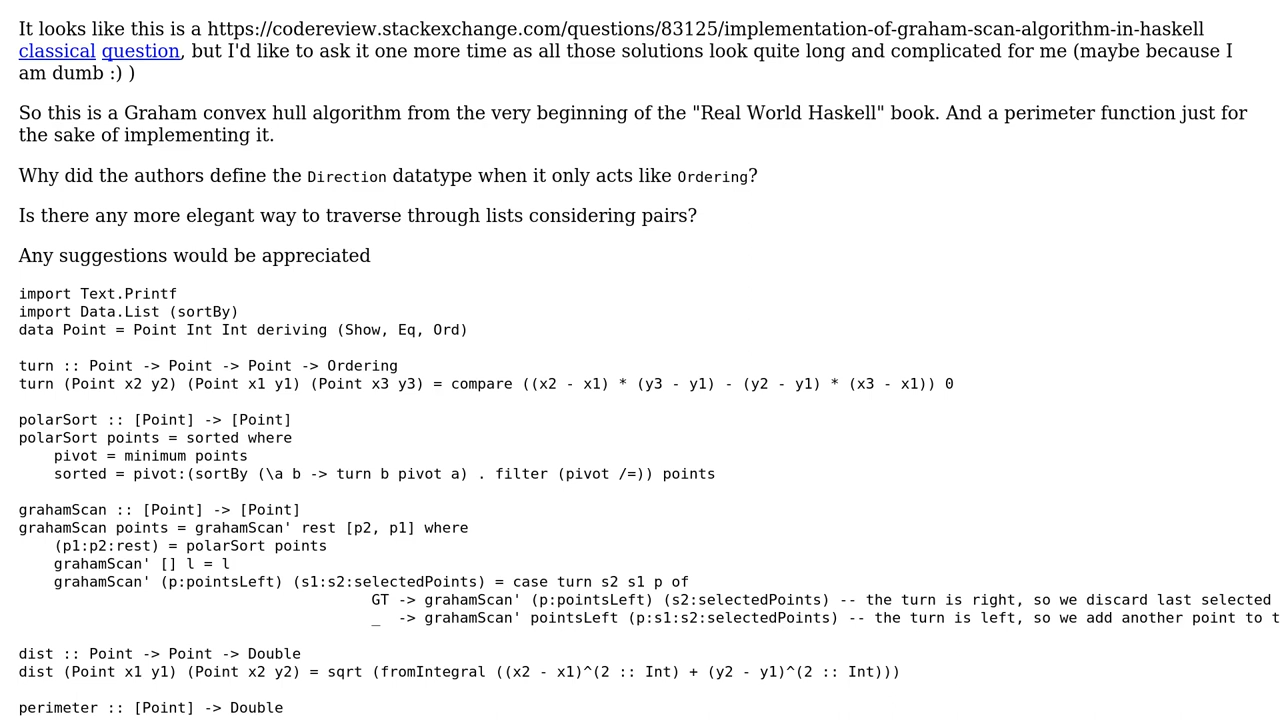 It looks like this is a https://codereview.stackexchange.com/questions/83125/implementation-of-graham-scan-algorithm-in-haskell
classical question, but I'd like to ask it one more time as all those solutions look quite long and complicated for me (maybe because I
am dumb :) )
So this is a Graham convex hull algorithm from the very beginning of the "Real World Haskell" book. And a perimeter function just for
the sake of implementing it.
Why did the authors define the Direction datatype when it only acts like Ordering?
Is there any more elegant way to traverse through lists considering pairs?
Any suggestions would be appreciated
import Text.Printf
import Data.List (sortBy)
data Point = Point Int Int deriving (Show, Eq, Ord)
turn :: Point -> Point -> Point -> Ordering
turn (Point x2 y2) (Point x1 y1) (Point x3 y3) = compare ((x2 - x1) * (y3 - y1) - (y2 - y1) * (x3 - x1)) 0
polarSort :: [Point] -> [Point]
polarSort points = sorted where
    pivot = minimum points
    sorted = pivot:(sortBy (\a b -> turn b pivot a) . filter (pivot /=)) points
grahamScan :: [Point] -> [Point]
grahamScan points = grahamScan' rest [p2, p1] where
    (p1:p2:rest) = polarSort points
    grahamScan' [] l = l
    grahamScan' (p:pointsLeft) (s1:s2:selectedPoints) = case turn s2 s1 p of
                                        GT -> grahamScan' (p:pointsLeft) (s2:selectedPoints) -- the turn is right, so we discard last selected
                                        _  -> grahamScan' pointsLeft (p:s1:s2:selectedPoints) -- the turn is left, so we add another point to t
dist :: Point -> Point -> Double
dist (Point x1 y1) (Point x2 y2) = sqrt (fromIntegral ((x2 - x1)^(2 :: Int) + (y2 - y1)^(2 :: Int)))
perimeter :: [Point] -> Double